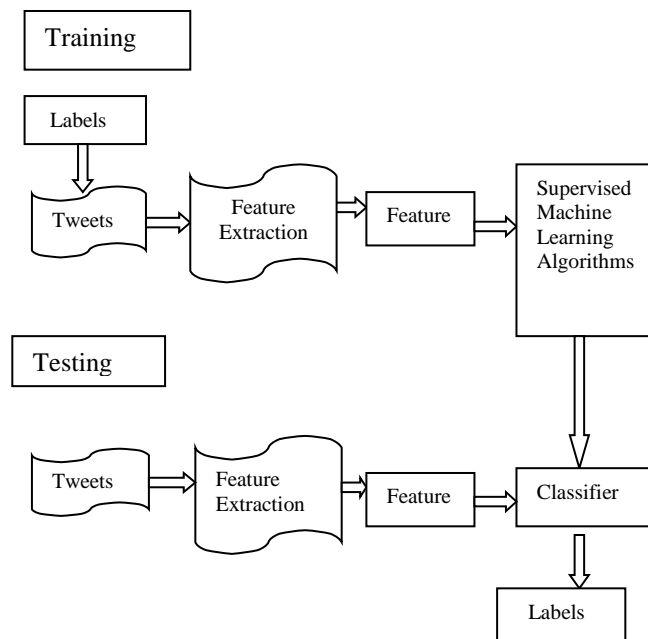 Training
Labels
Tweets
Feature
Extraction
Feature
Supervised
Machine
Learning
Algorithms
Testing
Tweets
Feature
Extraction
Feature
Classifier
Labels